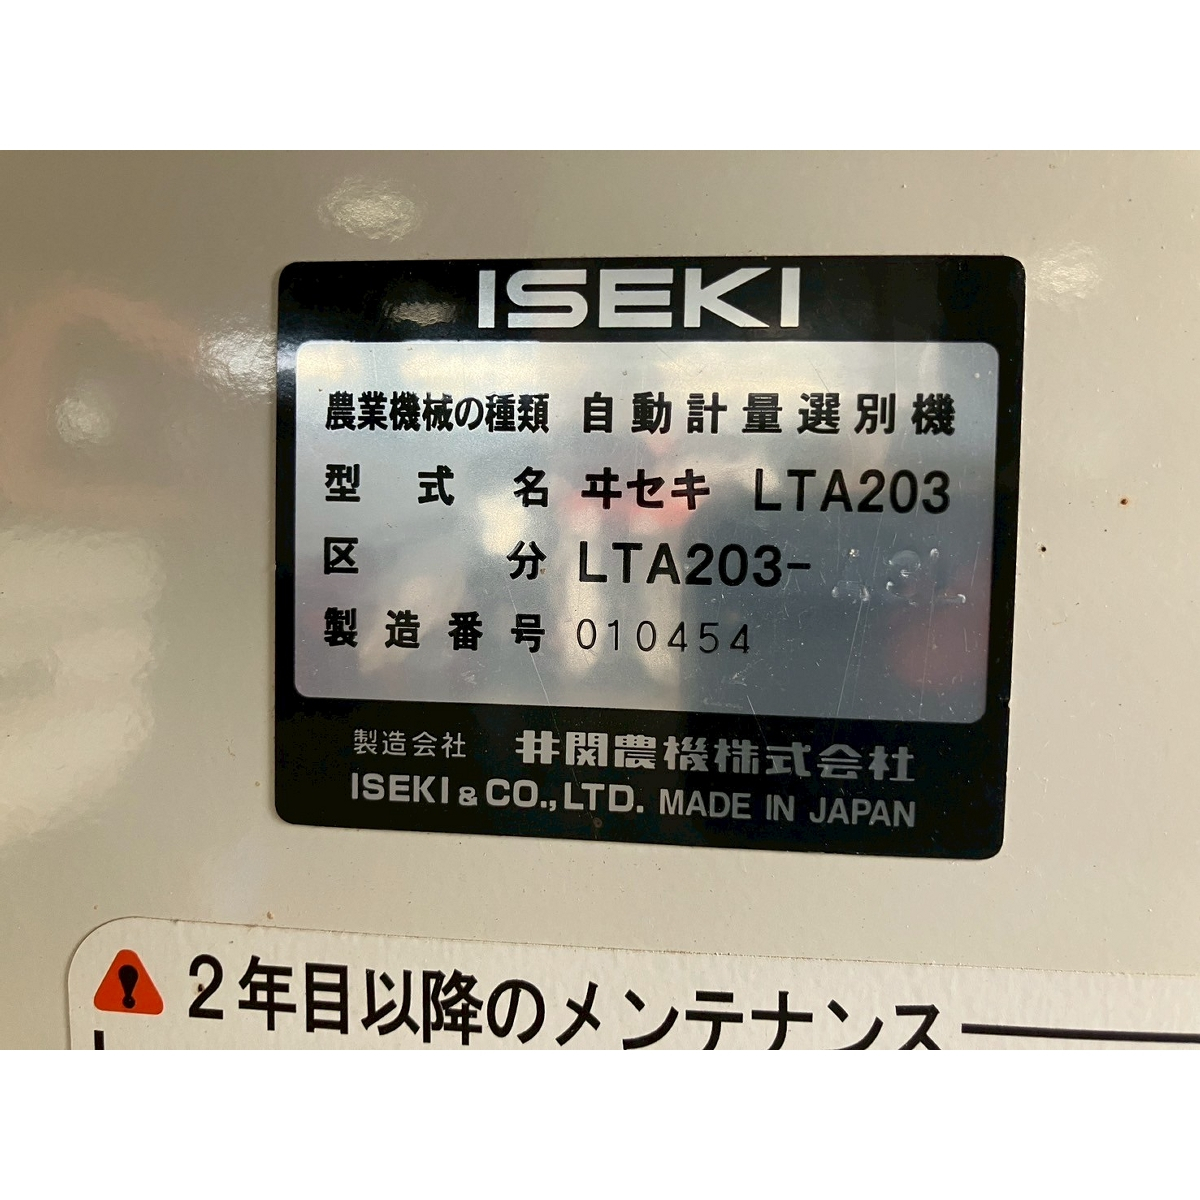 ISEKI
農業機械の種類 自動計量選別機
型式名 ヰセキ LTA203
区分 LTA203-
製造番号 010454
製造会社 井関農機株式会社
ISEKI & CO., LTD. MADE IN JAPAN
2年目以降のメンテナンス